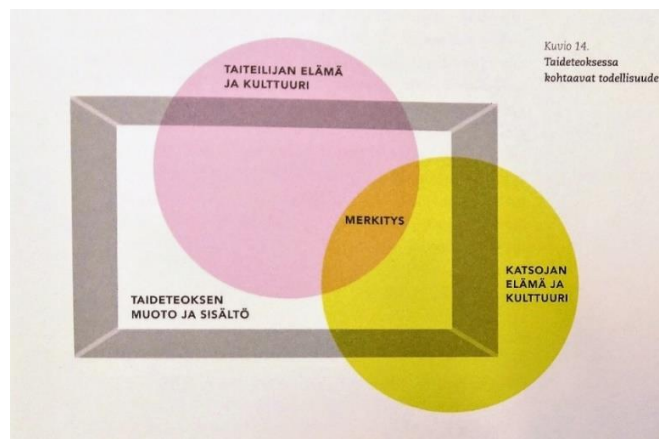 Kuvio 14.
Taideteoksessa
kohtaavat todellisuude
TAITEILIJAN ELÄMÄ
JA KULTTUURI
MERKITYS
KATSOJAN
ELÄMÄ JA
KULTTUURI
TAIDETEOKSEN
MUOTO JA SISÄLTÖ